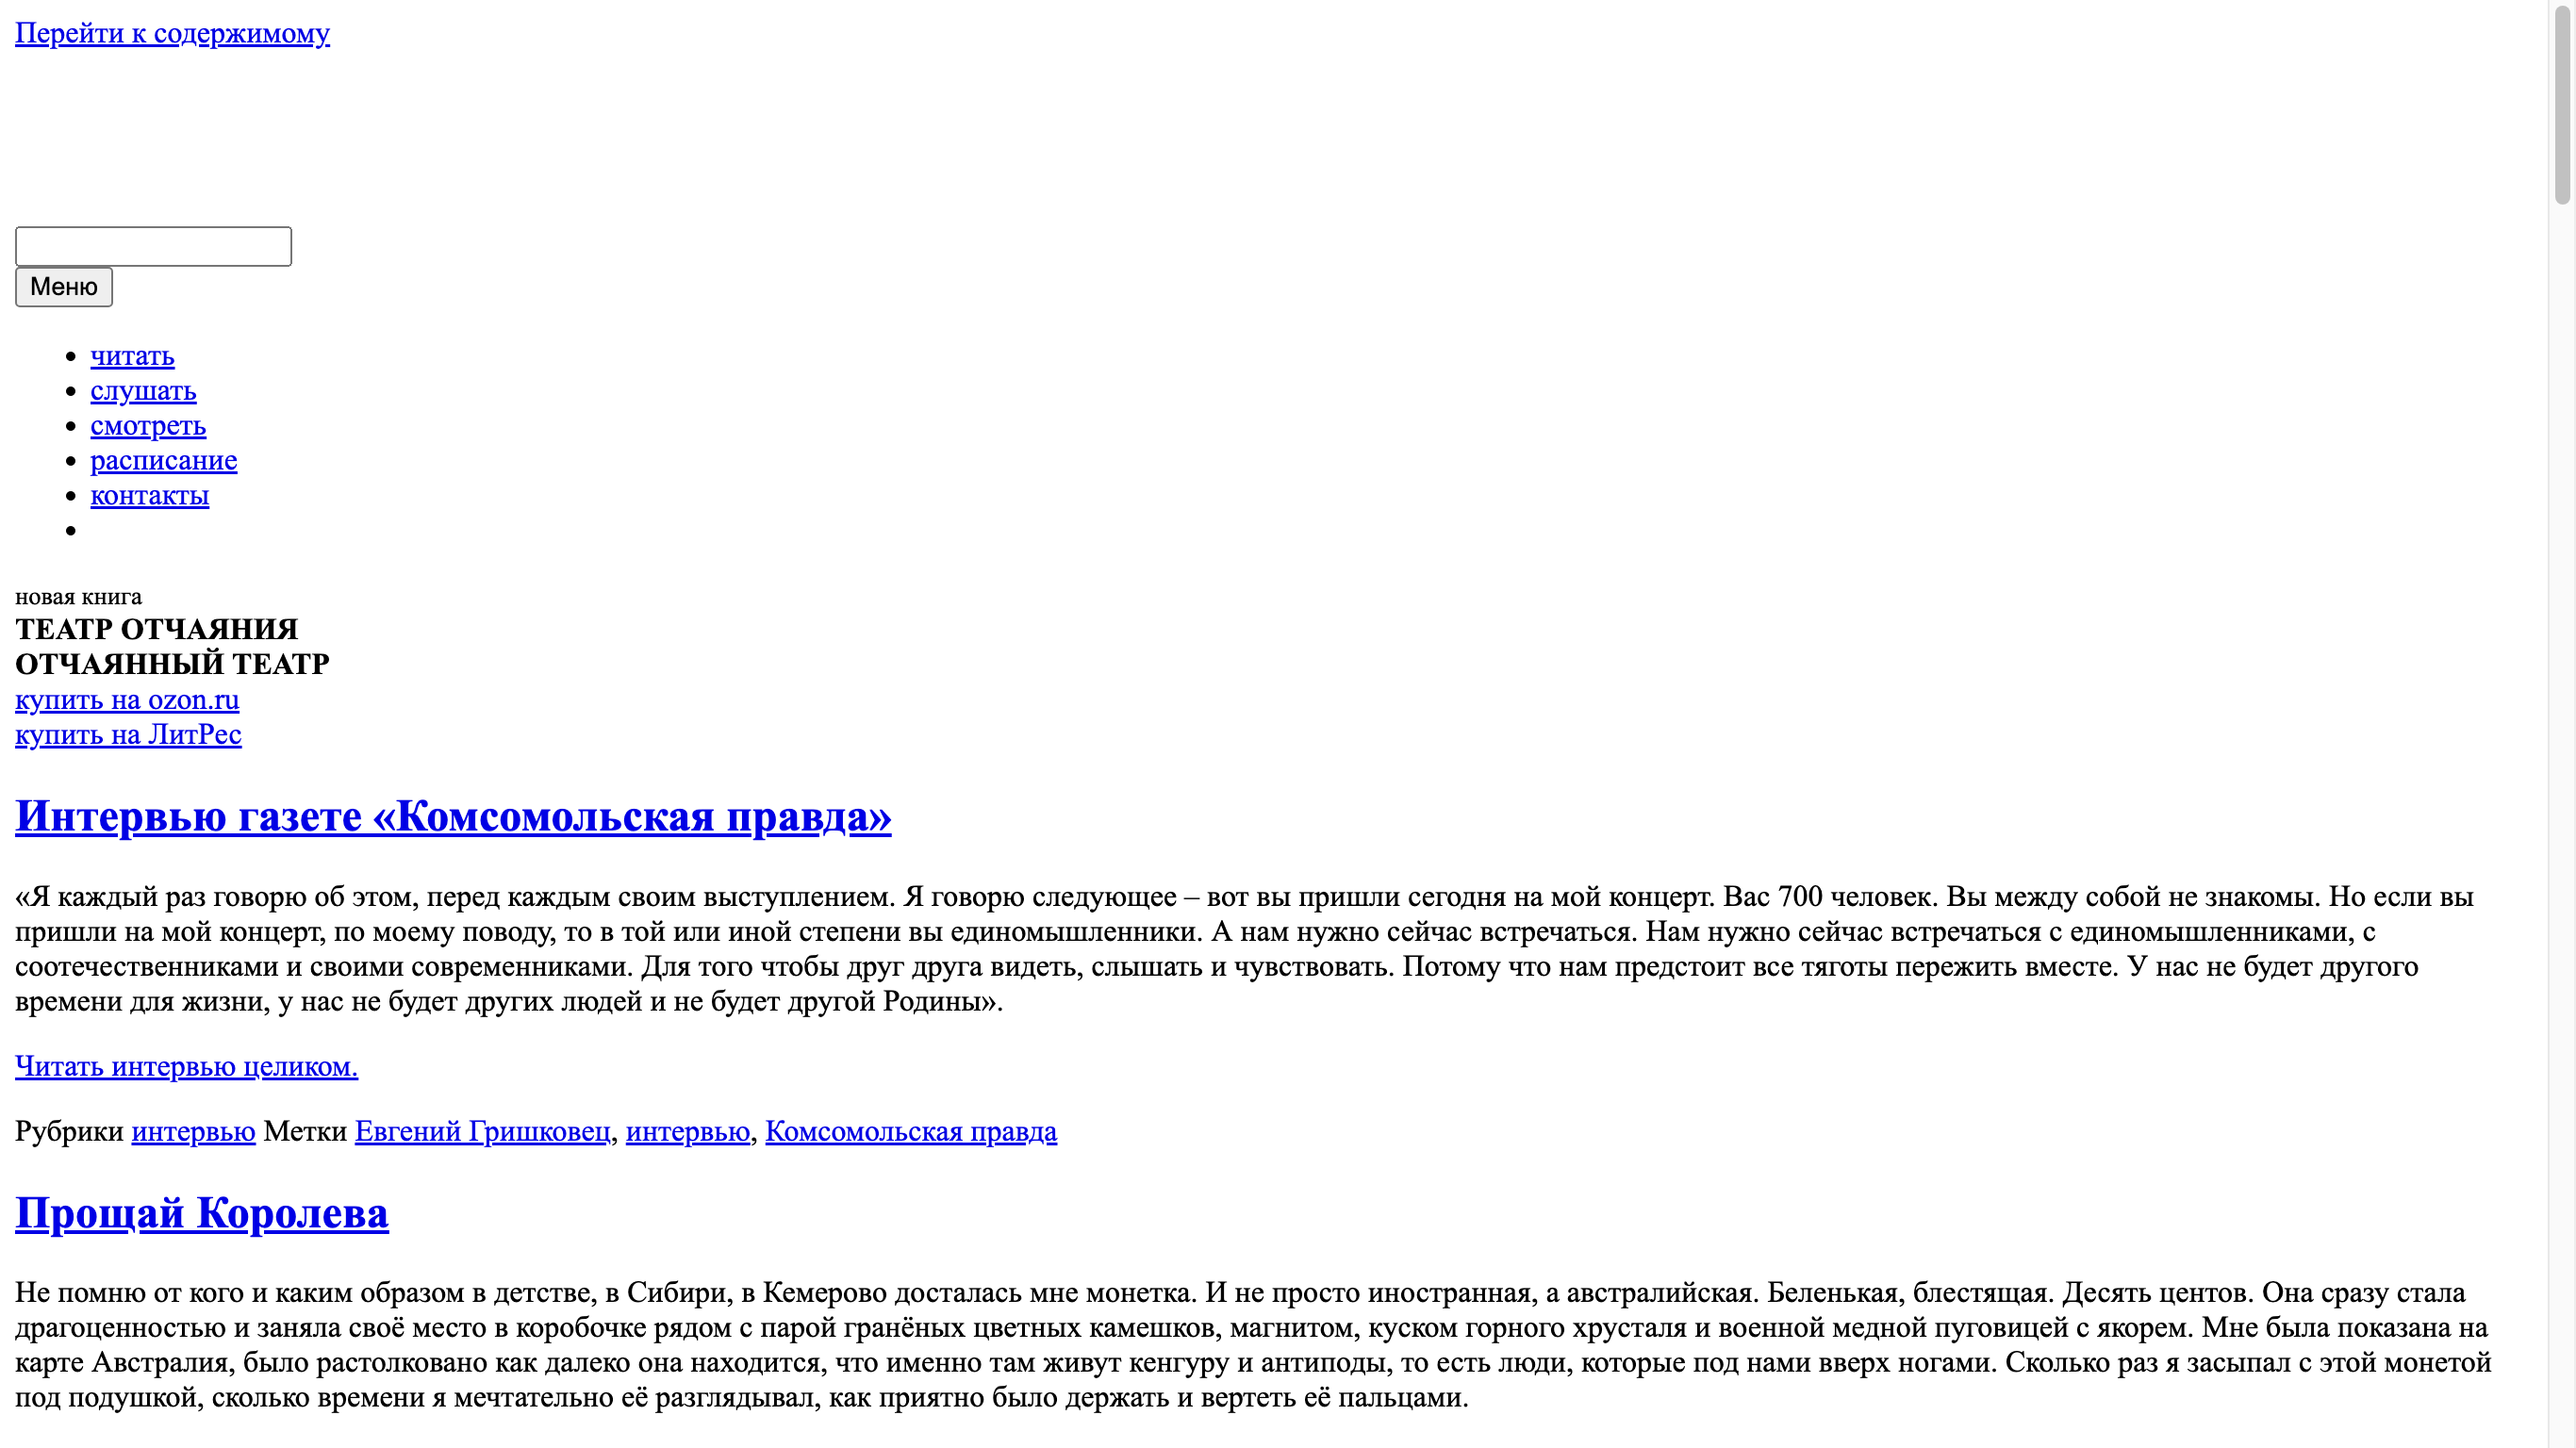 Перейти к содержимому
Меню
читать
слушать
смотреть
расписание
контакты
новая книга
ТЕАТР ОТЧАЯНИЯ
ОТЧАЯННЫЙ ТЕАТР
купить на ozon.ru
купить на ЛитРес
Интервью газете «Комсомольская правда»
«Я каждый раз говорю об этом, перед каждым своим выступлением. Я говорю следующее – вот вы пришли сегодня на мой концерт. Вас 700 человек. Вы между собой не знакомы. Но если вы
пришли на мой концерт, по моему поводу, то в той или иной степени вы единомышленники. А нам нужно сейчас встречаться. Нам нужно сейчас встречаться с единомышленниками, с
соотечественниками и своими современниками. Для того чтобы друг друга видеть, слышать и чувствовать. Потому что нам предстоит все тяготы пережить вместе. У нас не будет другого
времени для жизни, у нас не будет других людей и не будет другой Родины».
Читать интервью целиком.
Рубрики интервью Метки Евгений Гришковец, интервью, Комсомольская правда
Прощай Королева
Не помню от кого и каким образом в детстве, в Сибири, в Кемерово досталась мне монетка. И не просто иностранная, а австралийская. Беленькая, блестящая. Десять центов. Она сразу стала
драгоценностью и заняла своё место в коробочке рядом с парой гранёных цветных камешков, магнитом, куском горного хрусталя и военной медной пуговицей с якорем. Мне была показана на
карте Австралия, было растолковано как далеко она находится, что именно там живут кенгуру и антиподы, то есть люди, которые под нами вверх ногами. Сколько раз я засыпал с этой монетой
под подушкой, сколько времени я мечтательно её разглядывал, как приятно было держать и вертеть её пальцами.